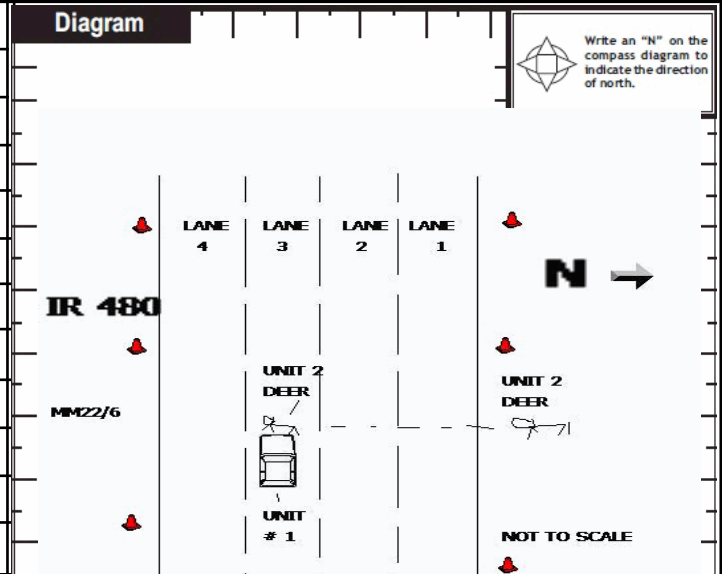 Diagram
Write an "N" on the
compass diagram to
indicate the direction
of north.
LANE
4
LANE
3
LANE
2
LANE
1
N
IR 480
UNIT 2
DEER
UNIT 2
DEER
MM22/6
UNIT
# 1
NOT TO SCALE